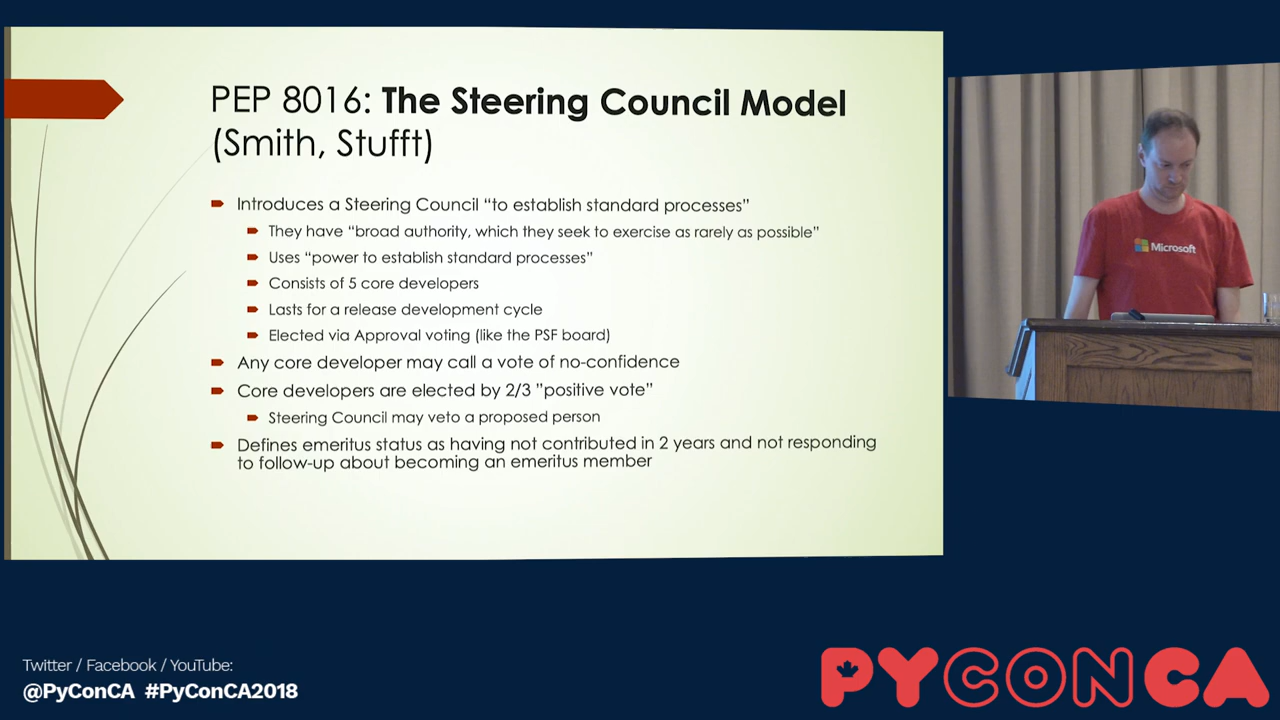 PEP 8016: The Steering Council Model
(Smith, Stufft)
Introduces a Steering Council “to establish standard processes”
They have “broad authority, which they seek to exercise as rarely as possible”
Uses “power to establish standard processes”
Consists of 5 core developers
Lasts for a release development cycle
Elected via Approval voting (like the PSF board)
Any core developer may call a vote of no-confidence
Core developers are elected by 2/3 ”positive vote”
Steering Council may veto a proposed person
Defines emeritus status as having not contributed in 2 years and not responding
to follow-up about becoming an emeritus member
Microsoft
Twitter / Facebook / YouTube:
@PyConCA #PyConCA2018
PYCONCA